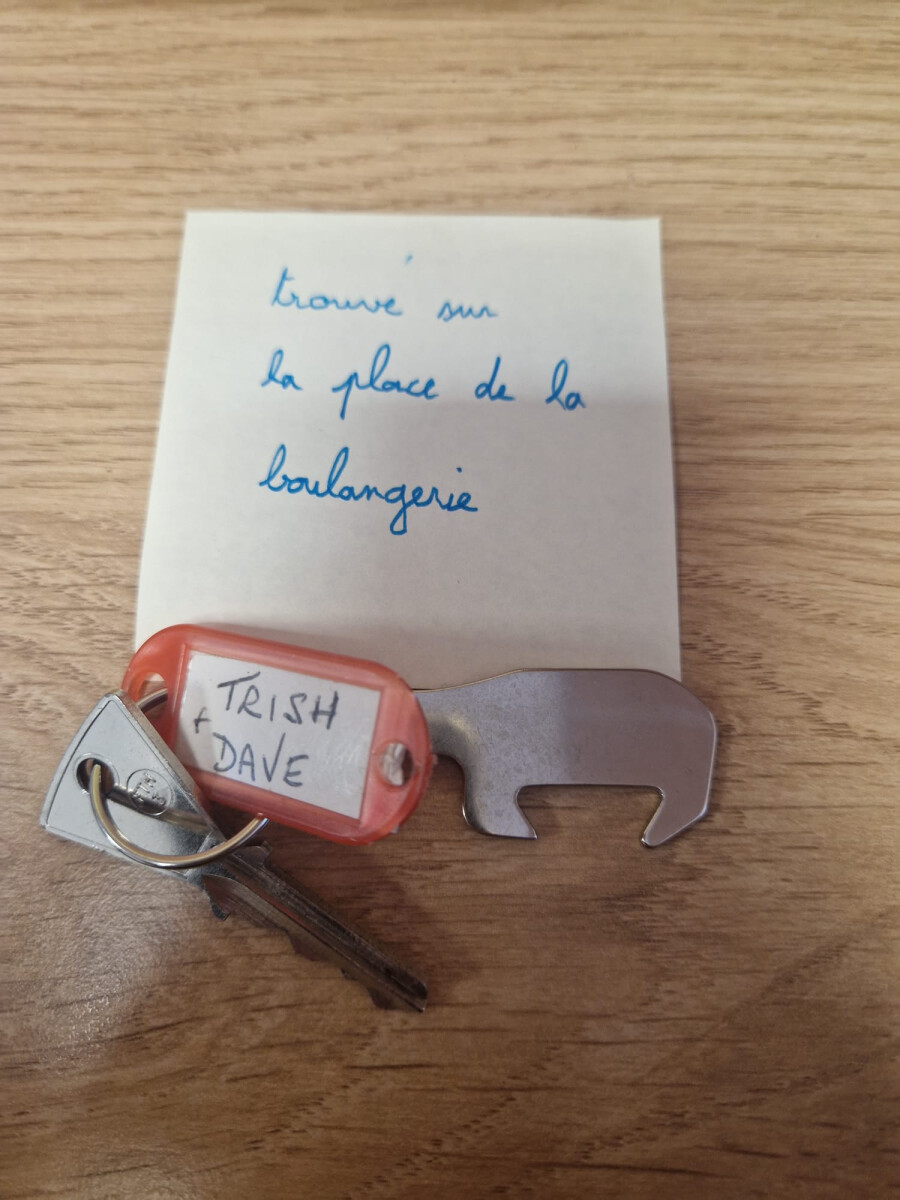 trouvé sur
la place de la
boulangerie
TRISH
+ DAVE